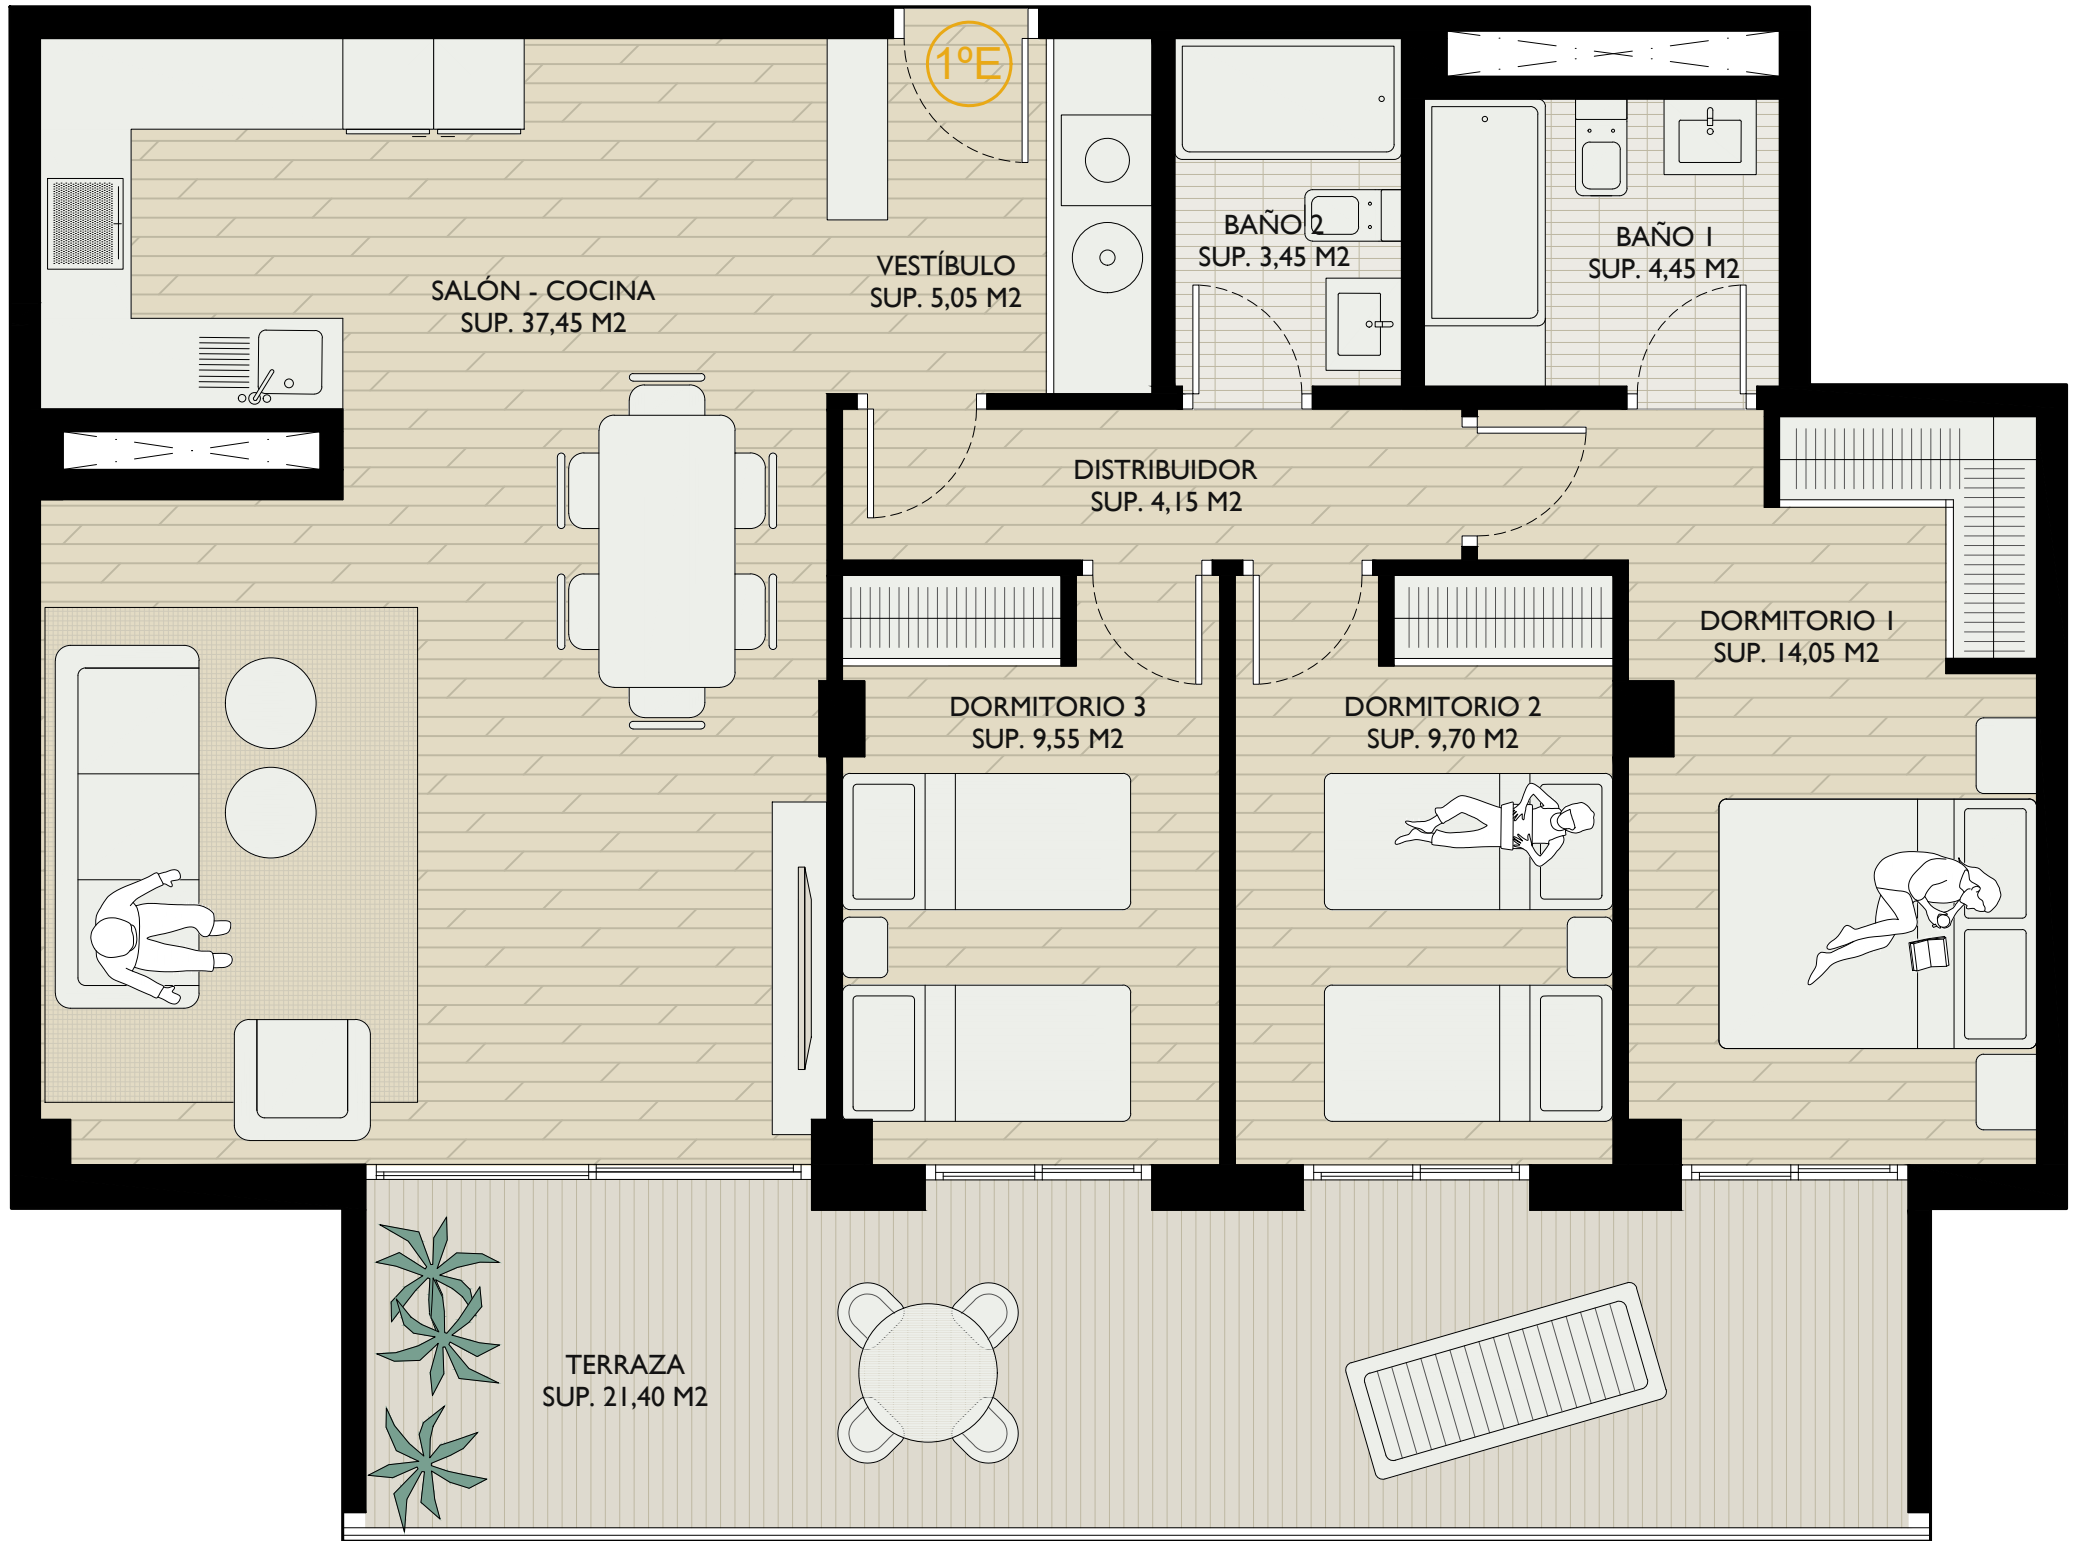 1ºE
SALÓN - COCINA
SUP. 37,45 M2
VESTÍBULO
SUP. 5,05 M2
BAÑO 2
SUP. 3,45 M2
BAÑO 1
SUP. 4,45 M2
DISTRIBUIDOR
SUP. 4,15 M2
DORMITORIO 1
SUP. 14,05 M2
DORMITORIO 3
SUP. 9,55 M2
DORMITORIO 2
SUP. 9,70 M2
TERRAZA
SUP. 21,40 M2